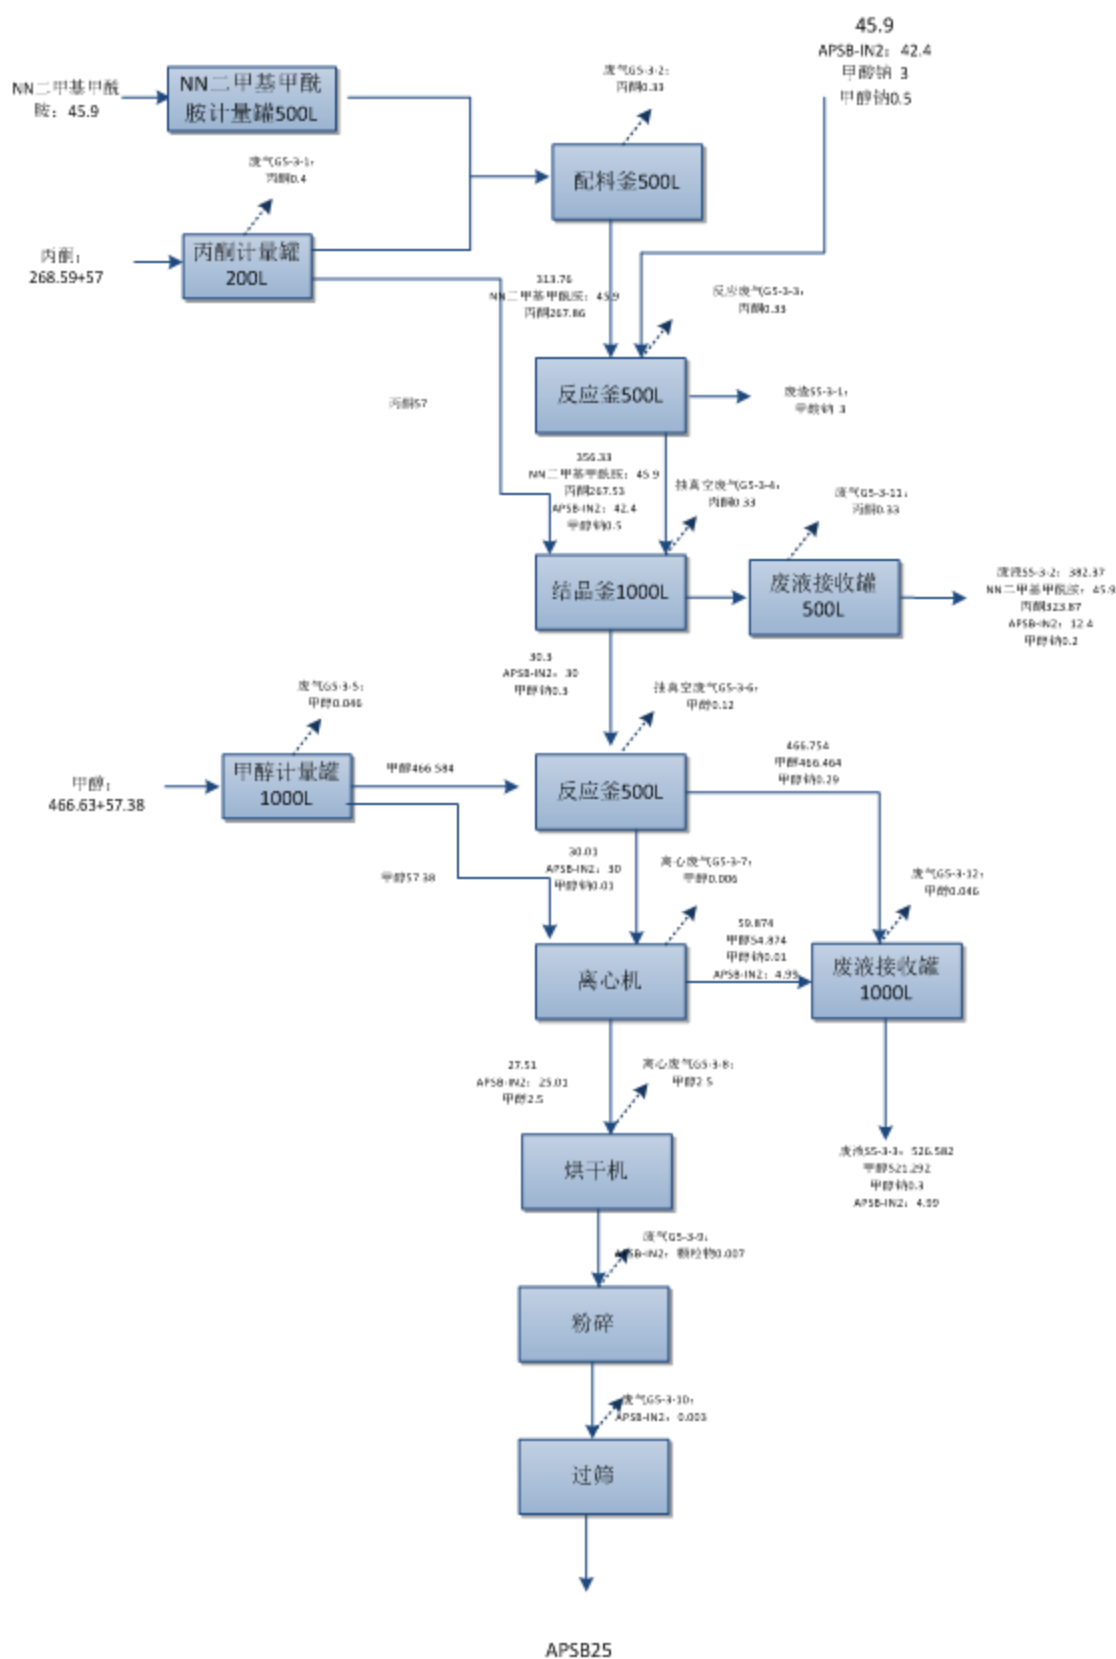 45.9
APSB-IN2：42.4
甲酸钠 3
甲醇钠0.5
NN二甲基甲酰
胺：45.9
NN二甲基甲酰
胺计量罐500L
废气G5-3-2：
丙酮0.33
配料釜500L
废气G5-3-1：
丙酮0.4
丙酮：
268.59+57
丙酮计量罐
200L
313.76
NN二甲基甲酰胺：45.9
丙酮267.86
反应废气G5-3-3：
丙酮0.33
反应釜500L
废渣S5-3-1：
甲酸钠 3
丙酮57
356.33
NN二甲基甲酰胺：45.9
丙酮267.53
APSB-IN2：42.4
甲醇钠0.5
抽真空废气G5-3-4：
丙酮0.33
废气G5-3-11：
丙酮0.33
结晶釜1000L
废液接收罐
500L
废液S5-3-2：382.37
NN二甲基甲酰胺：45.9
丙酮323.87
APSB-IN2：12.4
甲醇钠0.2
30.3
APSB-IN2：30
甲醇钠0.3
废气G5-3-5：
甲醇0.046
抽真空废气G5-3-6：
甲醇0.12
甲醇：
466.63+57.38
甲醇计量罐
1000L
甲醇466.584
反应釜500L
466.754
甲醇466.464
甲醇钠0.29
甲醇57.38
30.01
APSB-IN2：30
甲醇钠0.01
离心废气G5-3-7：
甲醇0.006
废气G5-3-12：
甲醇0.046
离心机
59.874
甲醇54.874
甲醇钠0.01
APSB-IN2：4.99
废液接收罐
1000L
27.51
APSB-IN2：25.01
甲醇2.5
离心废气G5-3-8：
甲醇2.5
烘干机
废液S5-3-3：526.582
甲醇521.292
甲醇钠0.3
APSB-IN2：4.99
废气G5-3-9：
APSB-IN2：颗粒物0.007
粉碎
废气G5-3-10：
APSB-IN2：0.003
过筛
APSB25